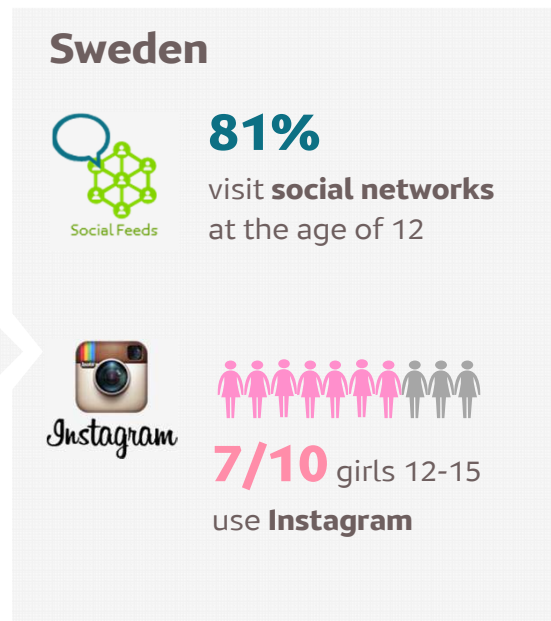 Sweden
81%
visit social networks
at the age of 12
Social Feeds
Instagram
7/10 girls 12-15
use Instagram